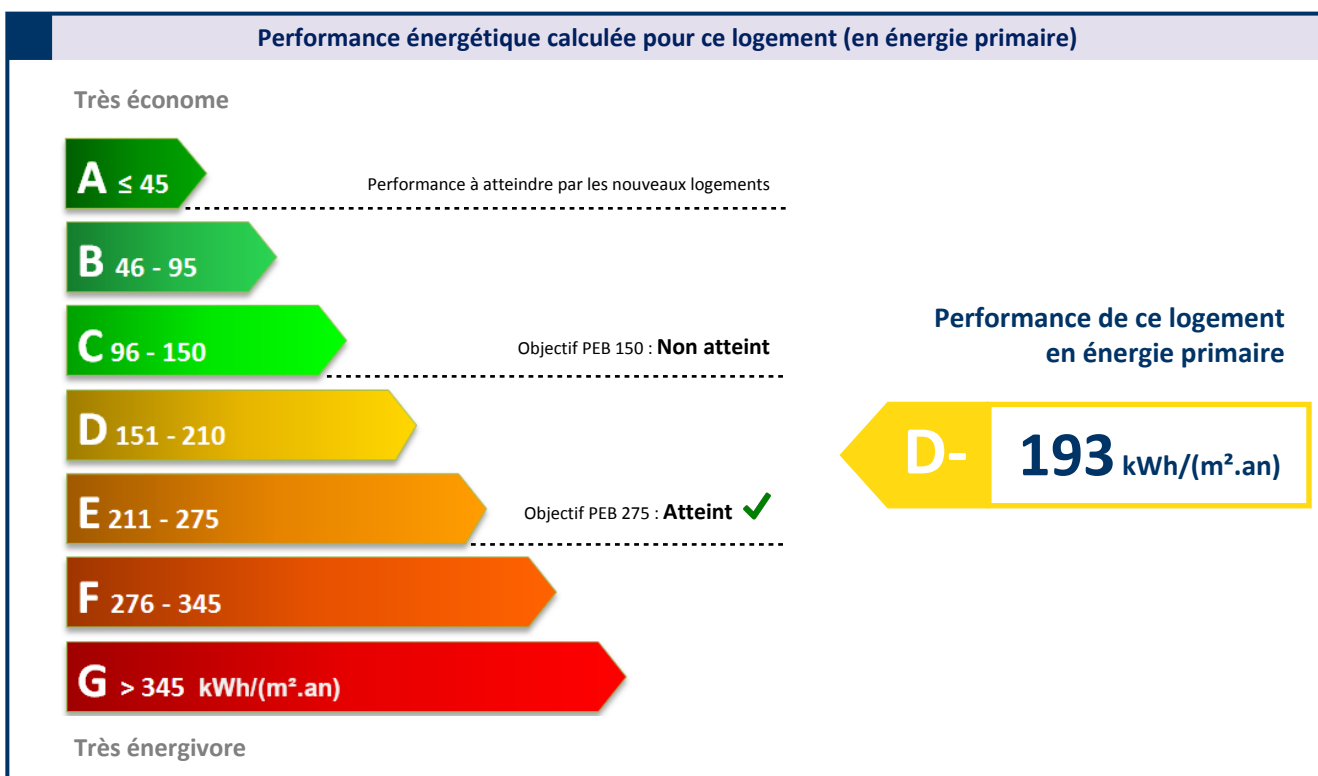 Performance énergétique calculée pour ce logement (en énergie primaire)
Très économe
A ≤ 45
Performance à atteindre par les nouveaux logements
B 46 - 95
C 96 - 150
Objectif PEB 150 : Non atteint
D 151 - 210
E 211 - 275
Objectif PEB 275 : Atteint ✓
F 276 - 345
G > 345 kWh/(m².an)
Très énergivore
Performance de ce logement
en énergie primaire
D- 193 kWh/(m².an)